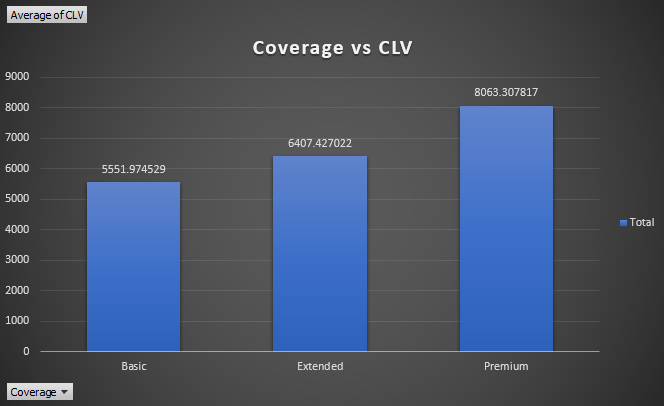 Average of CLV
Coverage vs CLV
9000
8000
7000
6000
5000
4000
3000
2000
1000
0
5551.974529
6407.427022
8063.307817
Basic
Extended
Premium
Total
Coverage